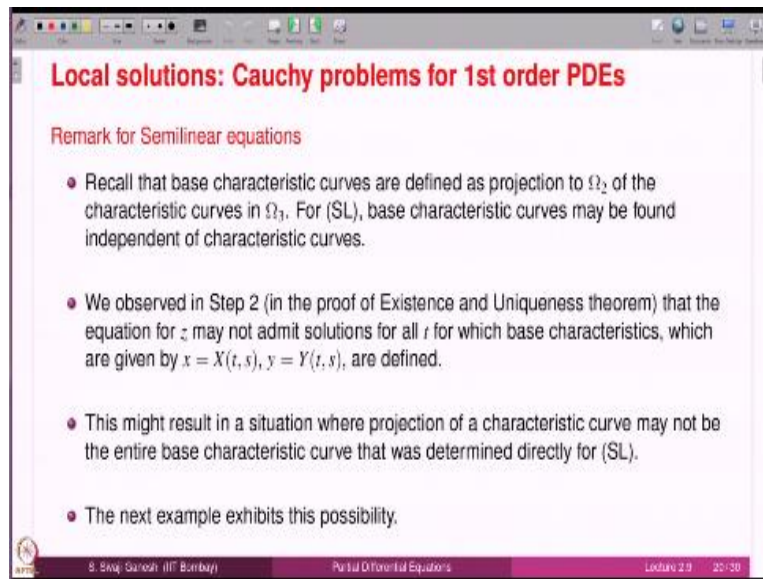 Local solutions: Cauchy problems for 1st order PDEs
Remark for Semilinear equations
• Recall that base characteristic curves are defined as projection to Ω₂ of the
characteristic curves in Ω₃. For (SL), base characteristic curves may be found
independent of characteristic curves.
• We observed in Step 2 (in the proof of Existence and Uniqueness theorem) that the
equation for z may not admit solutions for all t for which base characteristics, which
are given by x = X(t, s), y = Y(t, s), are defined.
• This might result in a situation where projection of a characteristic curve may not be
the entire base characteristic curve that was determined directly for (SL).
• The next example exhibits this possibility.
S. Sivaji Ganesh (IIT Bombay) Partial Differential Equations Lecture 2.9 20/30